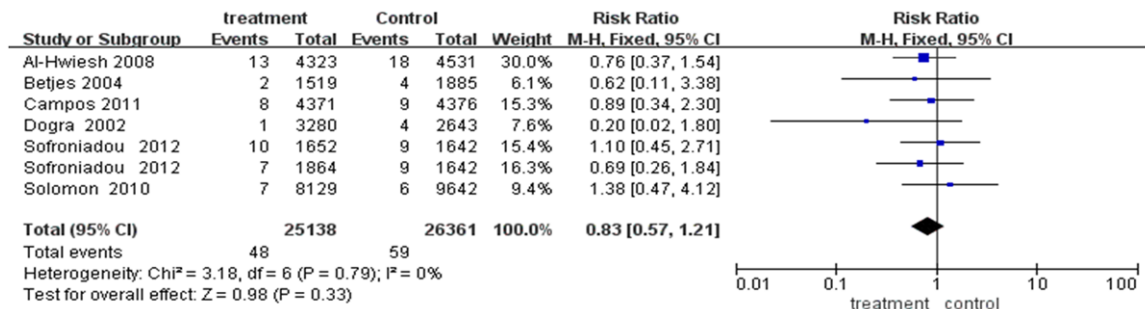 treatment Control Risk Ratio Risk Ratio
Study or Subgroup Events Total Events Total Weight M-H, Fixed, 95% CI M-H, Fixed, 95% CI
Al-Hwiesh 2008 13 4323 18 4531 30.0% 0.76 [0.37, 1.54]
Betjes 2004 2 1519 4 1885 6.1% 0.62 [0.11, 3.38]
Campos 2011 8 4371 9 4376 15.3% 0.89 [0.34, 2.30]
Dogra 2002 1 3280 4 2643 7.6% 0.20 [0.02, 1.80]
Sofroniadou 2012 10 1652 9 1642 15.4% 1.10 [0.45, 2.71]
Sofroniadou 2012 7 1864 9 1642 16.3% 0.69 [0.26, 1.84]
Solomon 2010 7 8129 6 9642 9.4% 1.38 [0.47, 4.12]
Total (95% CI) 25138 26361 100.0% 0.83 [0.57, 1.21]
Total events 48 59
Heterogeneity: Chi² = 3.18, df = 6 (P = 0.79); I² = 0%
Test for overall effect: Z = 0.98 (P = 0.33)
0.01 0.1 1 10 100
treatment control